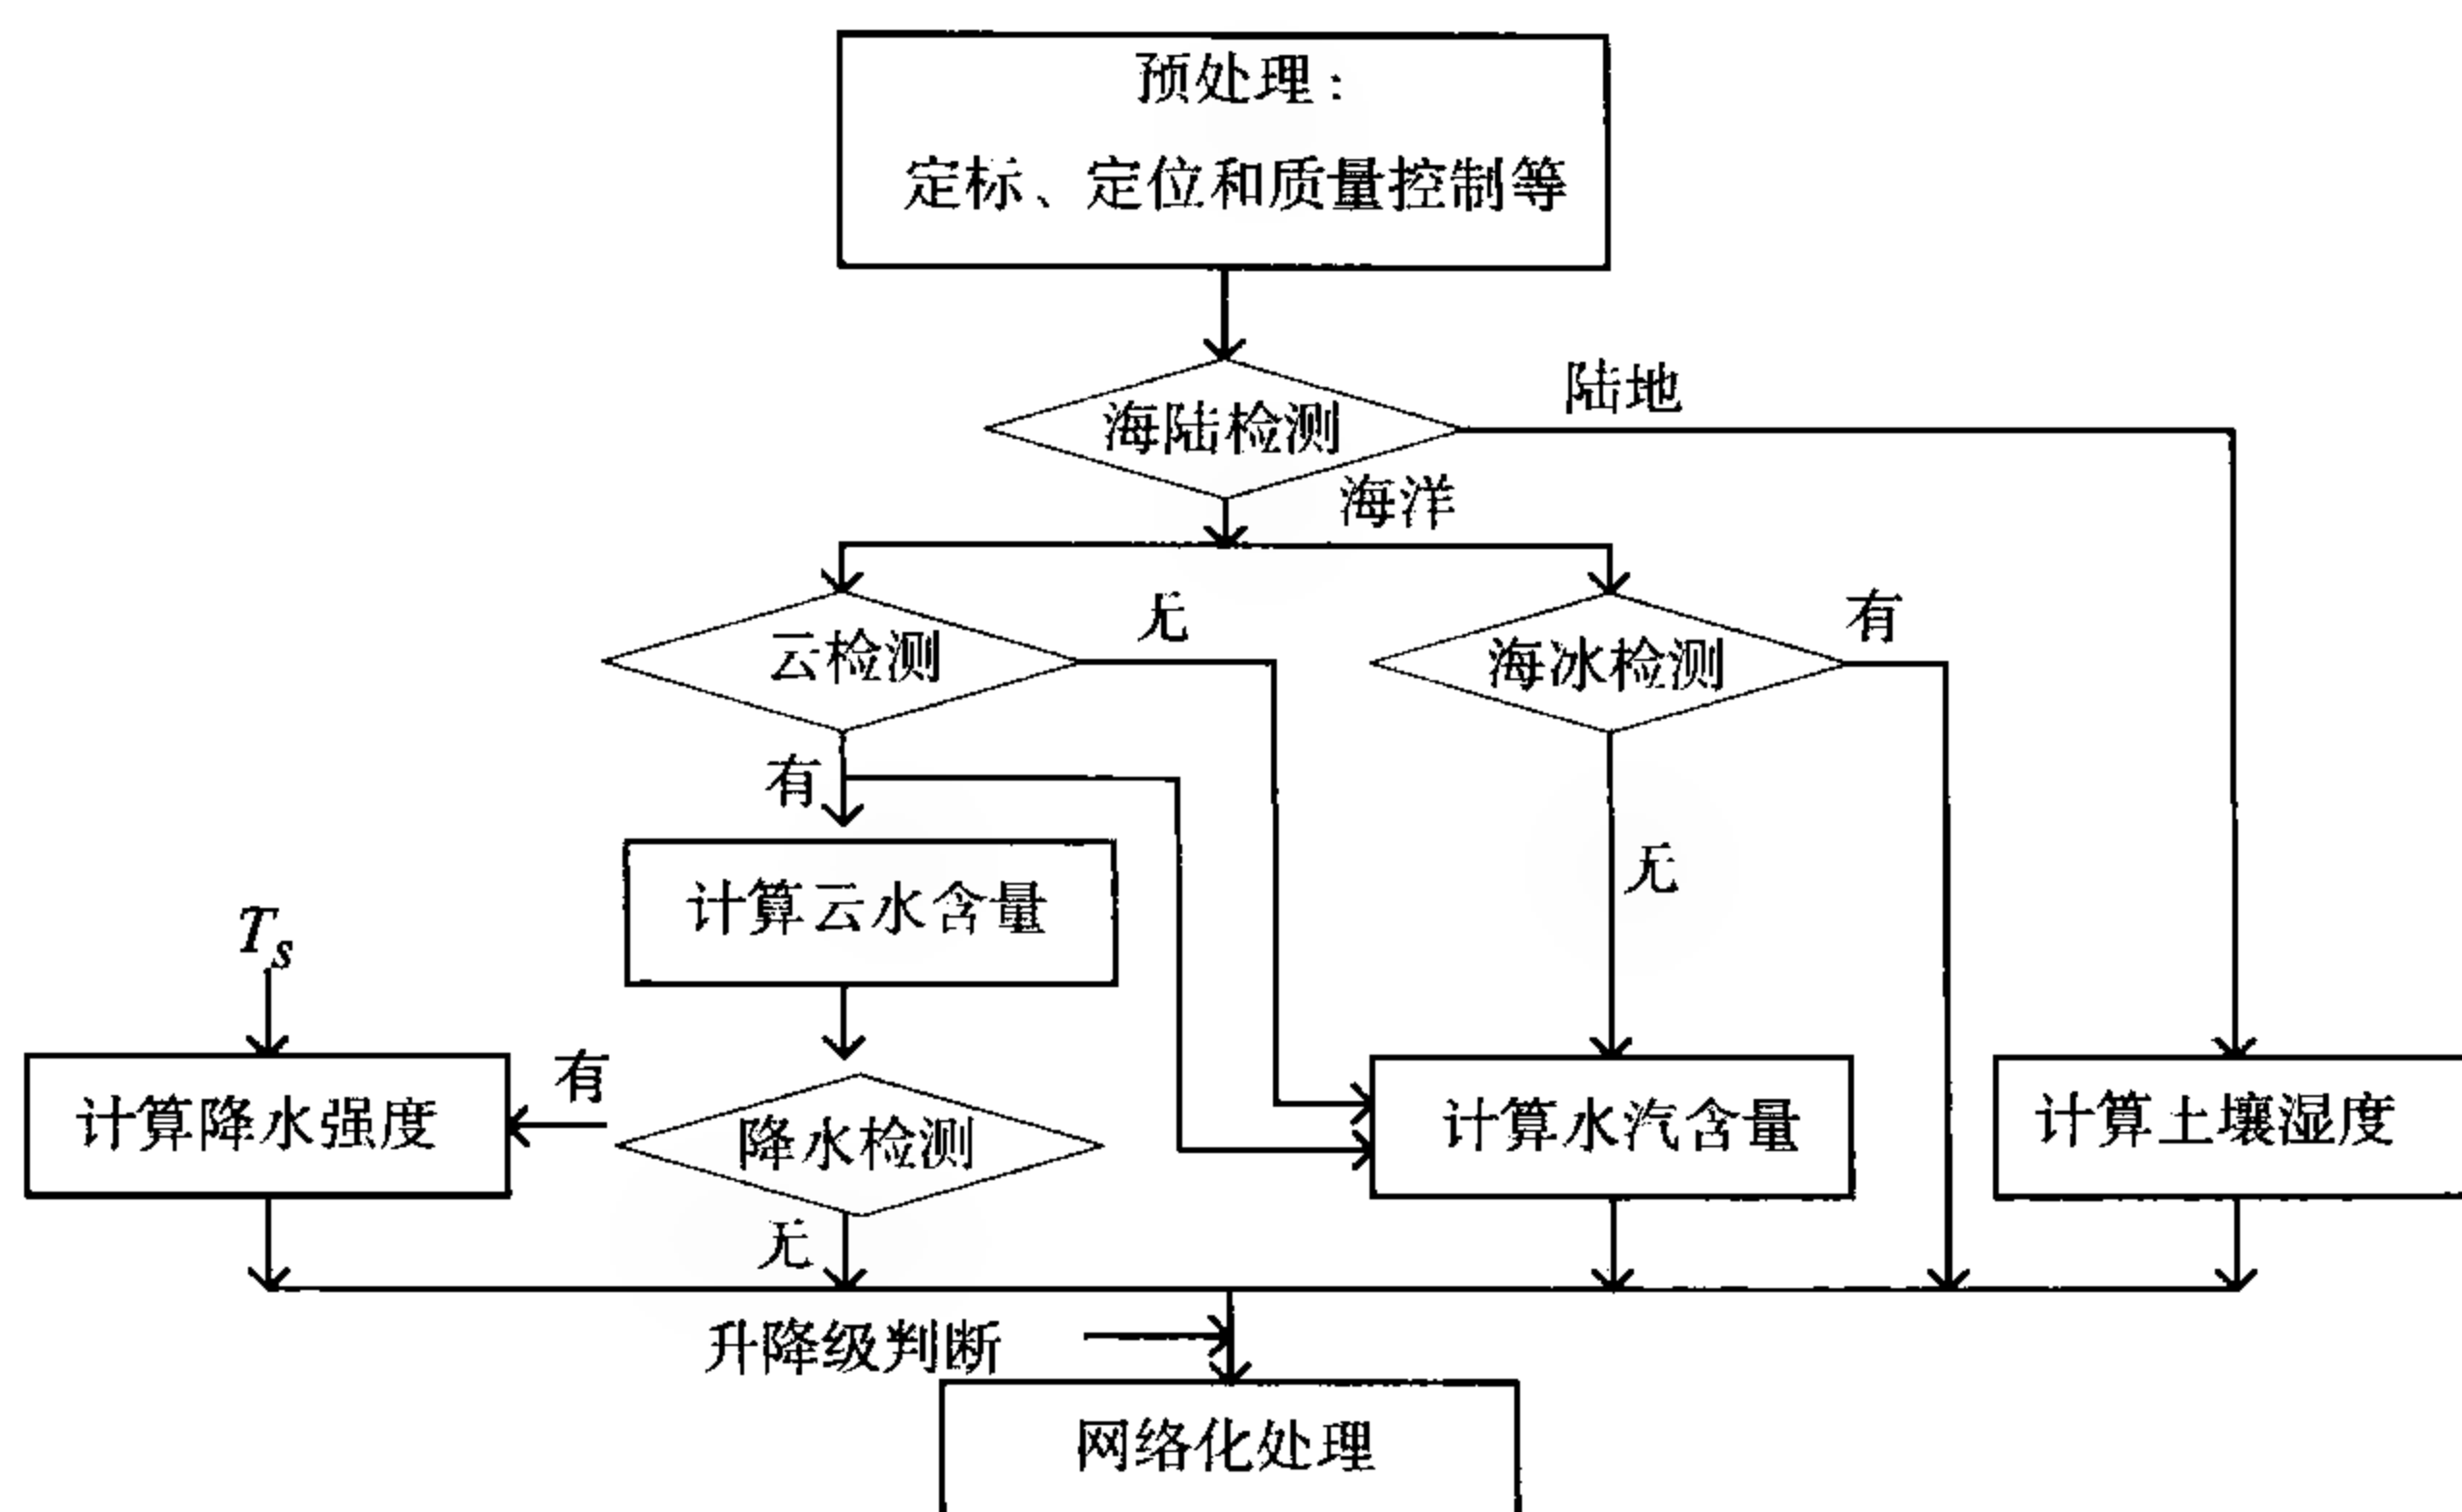 预处理：
定标、定位和质量控制等
海陆检测
陆地
海洋
云检测
无
海冰检测
有
有
计算云水含量
无
Ts
计算降水强度
有
降水检测
计算水汽含量
计算土壤湿度
无
升降级判断
网络化处理